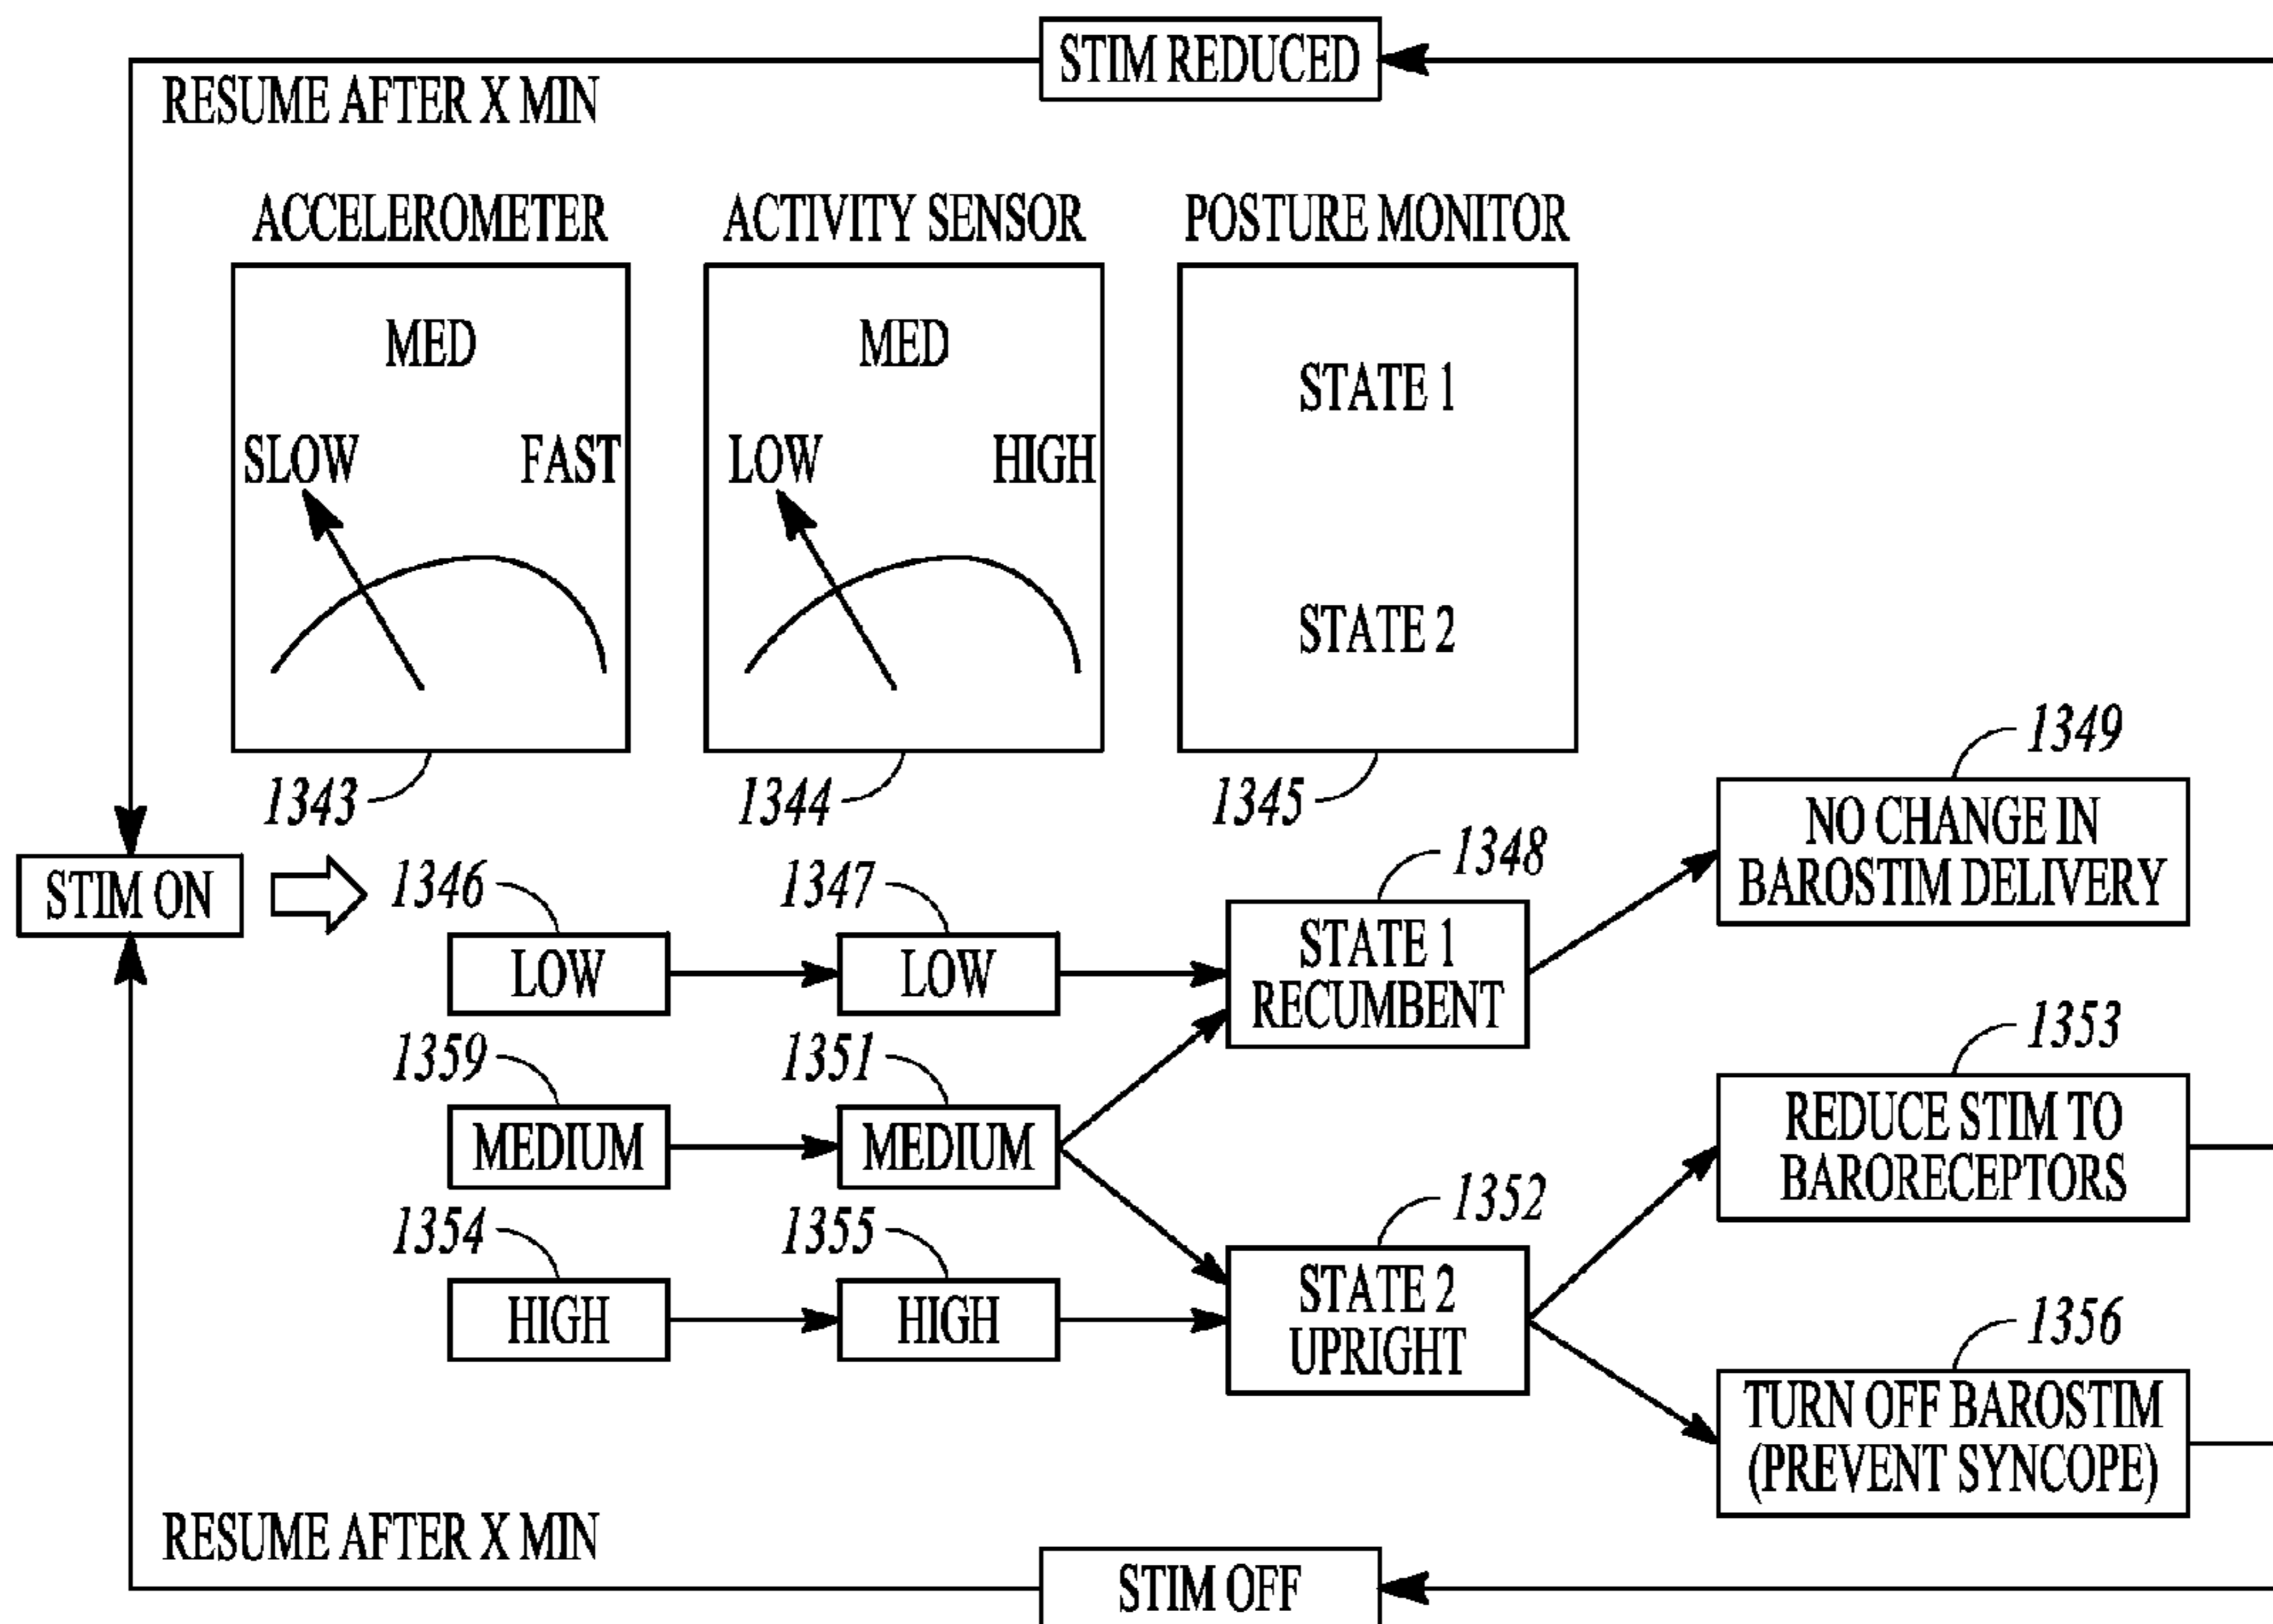 STIM REDUCED
RESUME AFTER X MIN
ACCELEROMETER
ACTIVITY SENSOR
POSTURE MONITOR
MED
SLOW
FAST
MED
LOW
HIGH
STATE 1
STATE 2
1343
1344
1345
1349
NO CHANGE IN
BAROSTIM DELIVERY
STIM ON
1346
1347
1348
LOW
LOW
STATE 1
RECUMBENT
1359
1351
1353
MEDIUM
MEDIUM
REDUCE STIM TO
BARORECEPTORS
1354
1355
1352
HIGH
HIGH
STATE 2
UPRIGHT
1356
TURN OFF BAROSTIM
(PREVENT SYNCOPE)
RESUME AFTER X MIN
STIM OFF